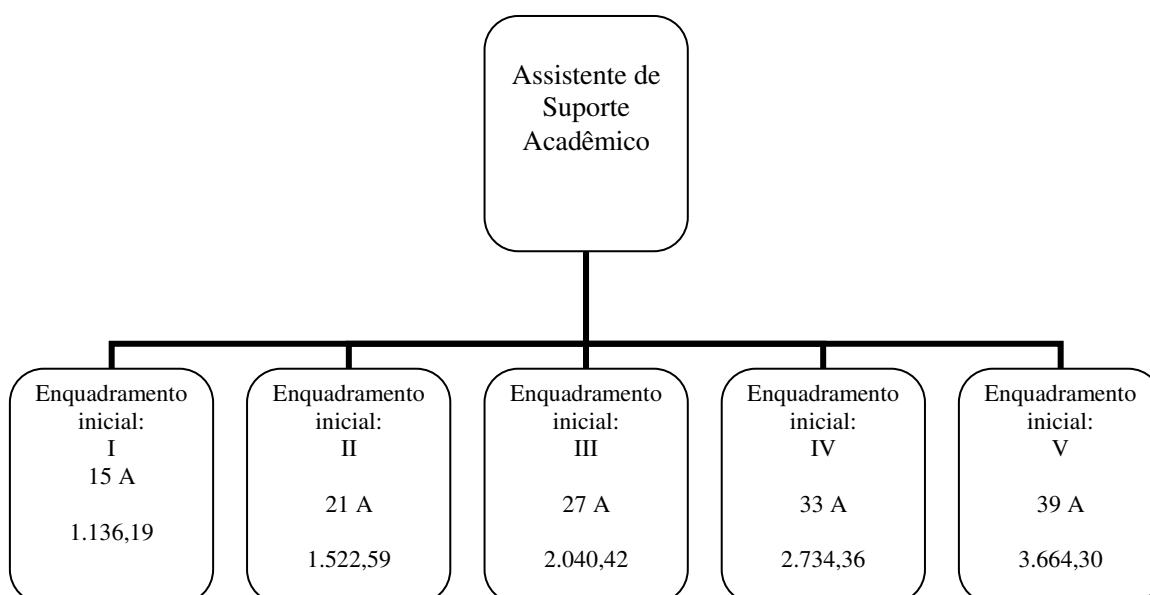 Assistente de
Suporte
Acadêmico
Enquadramento
inicial:
I
15 A
1.136,19
Enquadramento
inicial:
II
21 A
1.522,59
Enquadramento
inicial:
III
27 A
2.040,42
Enquadramento
inicial:
IV
33 A
2.734,36
Enquadramento
inicial:
V
39 A
3.664,30